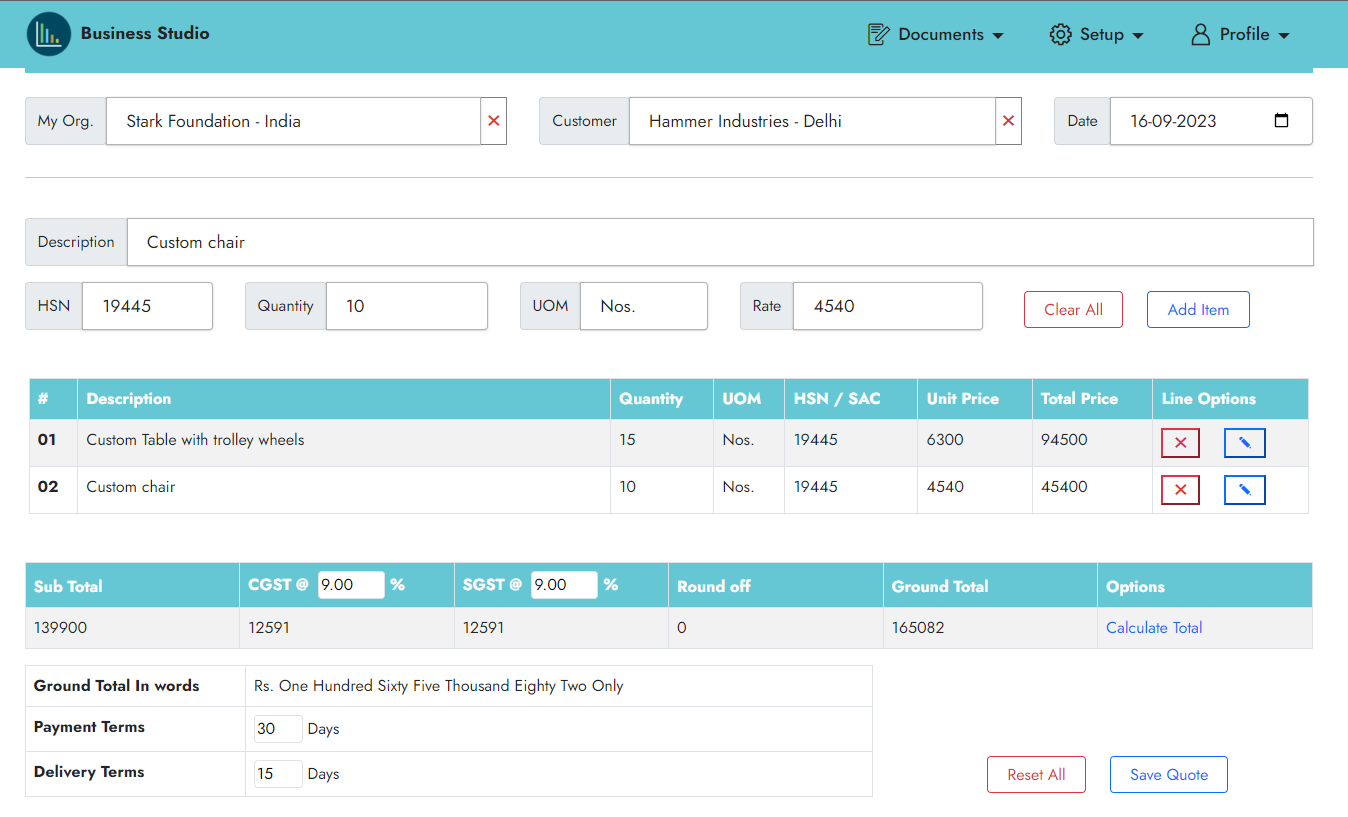 Business Studio
Documents Setup Profile
My Org. Stark Foundation - India Customer Hammer Industries - Delhi Date 16-09-2023
Description Custom chair
HSN 19445 Quantity 10 UOM Nos. Rate 4540 Clear All Add Item
# Description Quantity UOM HSN / SAC Unit Price Total Price Line Options
01 Custom Table with trolley wheels 15 Nos. 19445 6300 94500
02 Custom chair 10 Nos. 19445 4540 45400
Sub Total CGST @ 9.00 % SGST @ 9.00 % Round off Ground Total Options
139900 12591 12591 0 165082 Calculate Total
Ground Total In words Rs. One Hundred Sixty Five Thousand Eighty Two Only
Payment Terms 30 Days
Delivery Terms 15 Days
Reset All Save Quote